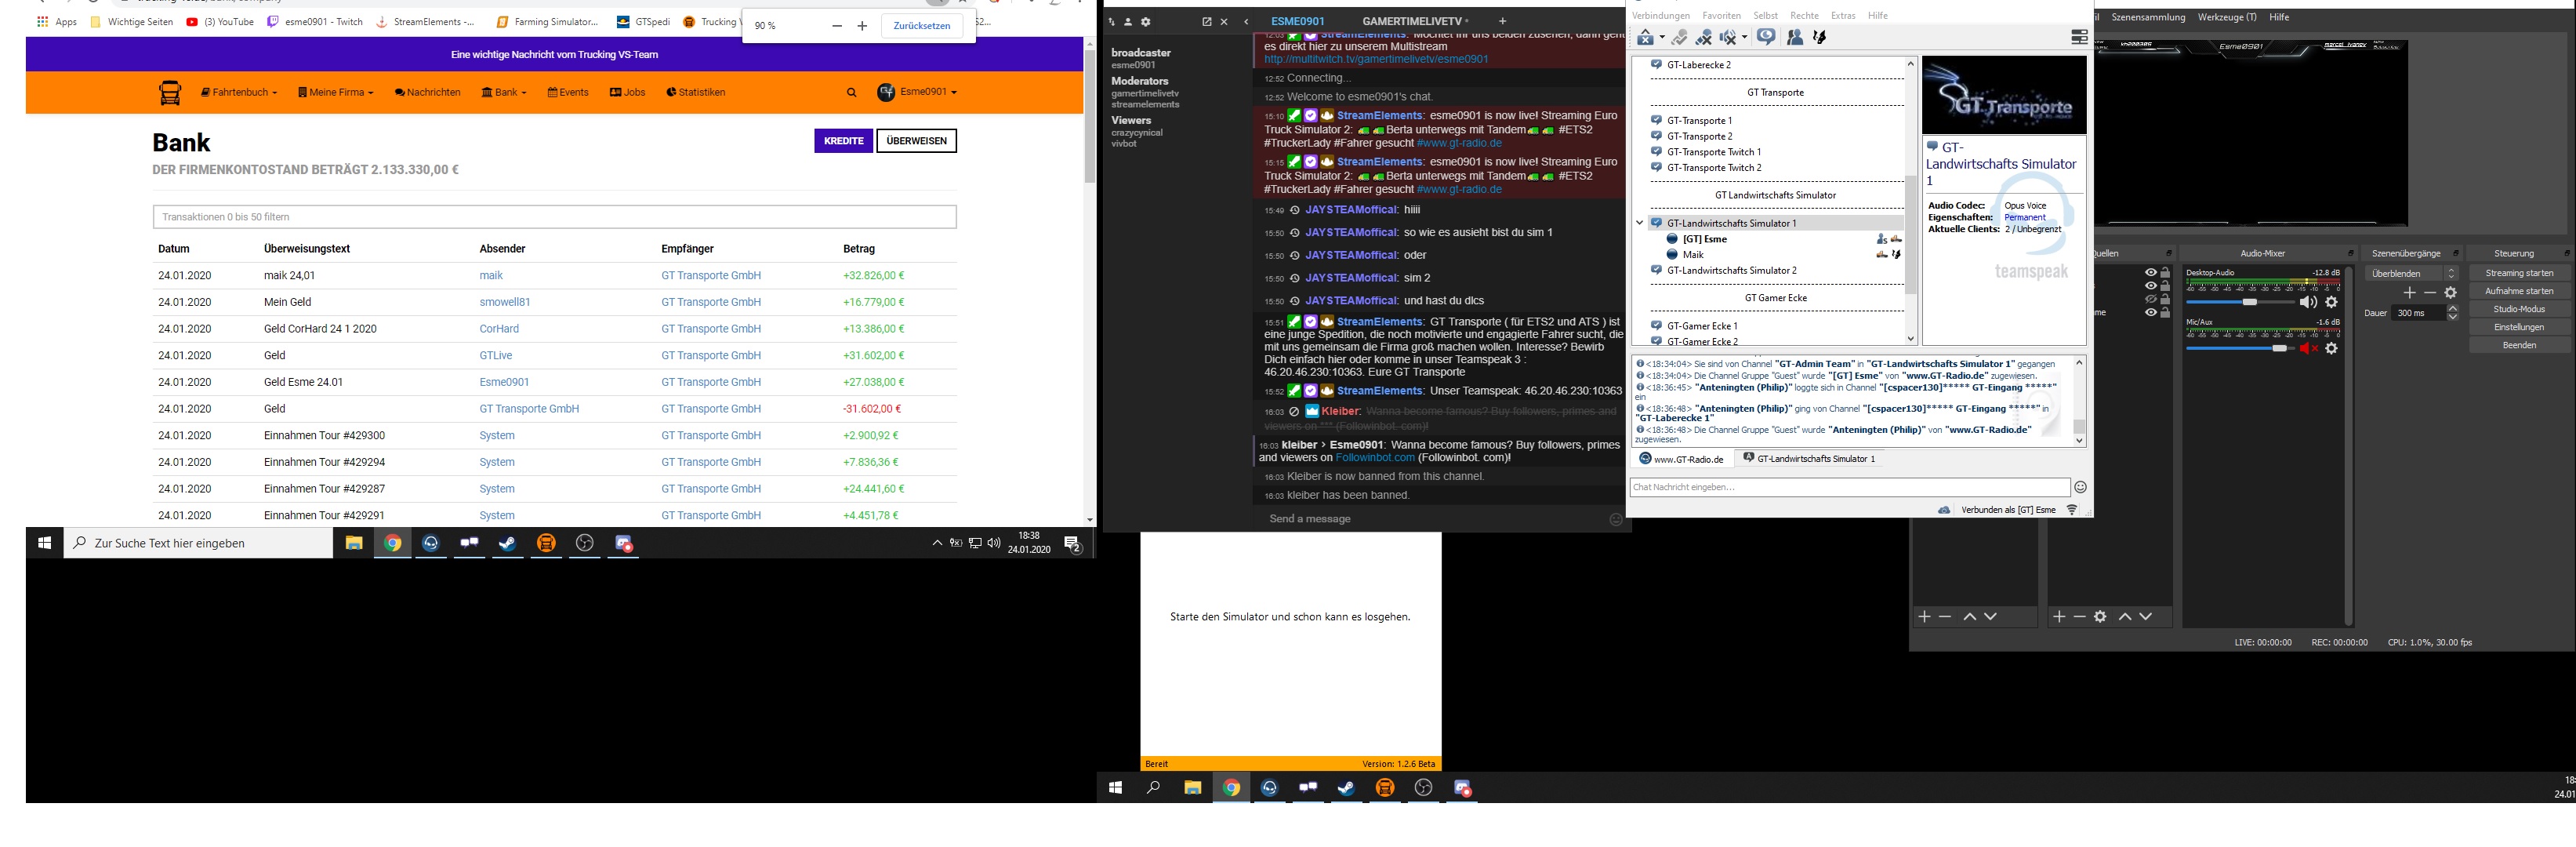 90 %
Zurücksetzen
Apps
Wichtige Seiten
(3) YouTube
esme0901 - Twitch
StreamElements -...
Farming Simulator...
GTSpedi
Trucking
Eine wichtige Nachricht vom Trucking VS-Team
Fahrtenbuch
Meine Firma
Nachrichten
Bank
Events
Jobs
Statistiken
Esme0901
Bank
KREDITE
ÜBERWEISEN
DER FIRMENKONTOSTAND BETRÄGT 2.133.330,00 €
Transaktionen 0 bis 50 filtern
Datum Überweisungstext Absender Empfänger Betrag
24.01.2020 maik 24,01 maik GT Transporte GmbH +32.826,00 €
24.01.2020 Mein Geld smowell81 GT Transporte GmbH +16.779,00 €
24.01.2020 Geld CorHard 24 1 2020 CorHard GT Transporte GmbH +13.386,00 €
24.01.2020 Geld GTLive GT Transporte GmbH +31.602,00 €
24.01.2020 Geld Esme 24.01 Esme0901 GT Transporte GmbH +27.038,00 €
24.01.2020 Geld GT Transporte GmbH GT Transporte GmbH -31.602,00 €
24.01.2020 Einnahmen Tour #429300 System GT Transporte GmbH +2.900,92 €
24.01.2020 Einnahmen Tour #429294 System GT Transporte GmbH +7.836,36 €
24.01.2020 Einnahmen Tour #429287 System GT Transporte GmbH +24.441,60 €
24.01.2020 Einnahmen Tour #429291 System GT Transporte GmbH +4.451,78 €
Zur Suche Text hier eingeben
18:38
24.01.2020
2
ESME0901
GAMERTIMELIVETV
broadcaster
esme0901
Moderators
gamertimelivetv
streamelements
Viewers
crazycynical
vivbot
12:03 StreamElements: Möchtet ihr uns beiden zusehen, dann geht
es direkt hier zu unserem Multistream
http://multitwitch.tv/gamertimelivetv/esme0901
12:52 Connecting...
12:52 Welcome to esme0901's chat.
15:10 StreamElements: esme0901 is now live! Streaming Euro
Truck Simulator 2: Berta unterwegs mit Tandem #ETS2
#TruckerLady #Fahrer gesucht #www.gt-radio.de
15:15 StreamElements: esme0901 is now live! Streaming Euro
Truck Simulator 2: Berta unterwegs mit Tandem #ETS2
#TruckerLady #Fahrer gesucht #www.gt-radio.de
15:49 JAYSTEAMoffical: hiiii
15:50 JAYSTEAMoffical: so wie es ausieht bist du sim 1
15:50 JAYSTEAMoffical: oder
15:50 JAYSTEAMoffical: sim 2
15:50 JAYSTEAMoffical: und hast du dlcs
15:51 StreamElements: GT Transporte ( für ETS2 und ATS ) ist
eine junge Spedition, die noch motivierte und engagierte Fahrer sucht, die
mit uns gemeinsam die Firma groß machen wollen. Interesse? Bewirb
Dich einfach hier oder komme in unser Teamspeak 3 :
46.20.46.230:10363. Eure GT Transporte
15:52 StreamElements: Unser Teamspeak: 46.20.46.230:10363
16:03 Kleiber: Wanna become famous? Buy followers, primes and
viewers on *** (Followinbot. com)!
16:03 kleiber > Esme0901: Wanna become famous? Buy followers, primes
and viewers on Followinbot.com (Followinbot. com)!
16:03 Kleiber is now banned from this channel.
16:03 kleiber has been banned.
Send a message
Starte den Simulator und schon kann es losgehen.
Bereit
Version: 1.2.6 Beta
Verbindungen Favoriten Selbst Rechte Extras Hilfe
GT-Laberecke 2
GT Transporte
GT-Transporte 1
GT-Transporte 2
GT-Transporte Twitch 1
GT-Transporte Twitch 2
GT Landwirtschafts Simulator
GT-Landwirtschafts Simulator 1
[GT] Esme
Maik
GT-Landwirtschafts Simulator 2
GT Gamer Ecke
GT-Gamer Ecke 1
GT-Gamer Ecke 2
GT Transporte
GT-
Landwirtschafts Simulator
1
Audio Codec: Opus Voice
Eigenschaften: Permanent
Aktuelle Clients: 2 / Unbegrenzt
teamspeak
<18:34:04> Sie sind von Channel "GT-Admin Team" in "GT-Landwirtschafts Simulator 1" gegangen
<18:34:04> Die Channel Gruppe "Guest" wurde "[GT] Esme" von "www.GT-Radio.de" zugewiesen.
<18:36:45> "Anteningten (Philip)" loggte sich in Channel "[cspacer130]***** GT-Eingang *****"
ein
<18:36:48> "Anteningten (Philip)" ging von Channel "[cspacer130]***** GT-Eingang *****" in
"GT-Laberecke 1"
<18:36:48> Die Channel Gruppe "Guest" wurde "Anteningten (Philip)" von "www.GT-Radio.de"
zugewiesen.
www.GT-Radio.de
GT-Landwirtschafts Simulator 1
Chat Nachricht eingeben...
Verbunden als [GT] Esme
Szenensammlung Werkzeuge (T) Hilfe
Esme0901
Quellen
Audio-Mixer
Szenenübergänge
Steuerung
Desktop-Audio -12.8 dB
Mic/Aux -1.6 dB
Überblenden
Dauer 300 ms
Streaming starten
Aufnahme starten
Studio-Modus
Einstellungen
Beenden
LIVE: 00:00:00 REC: 00:00:00 CPU: 1.0%, 30.00 fps